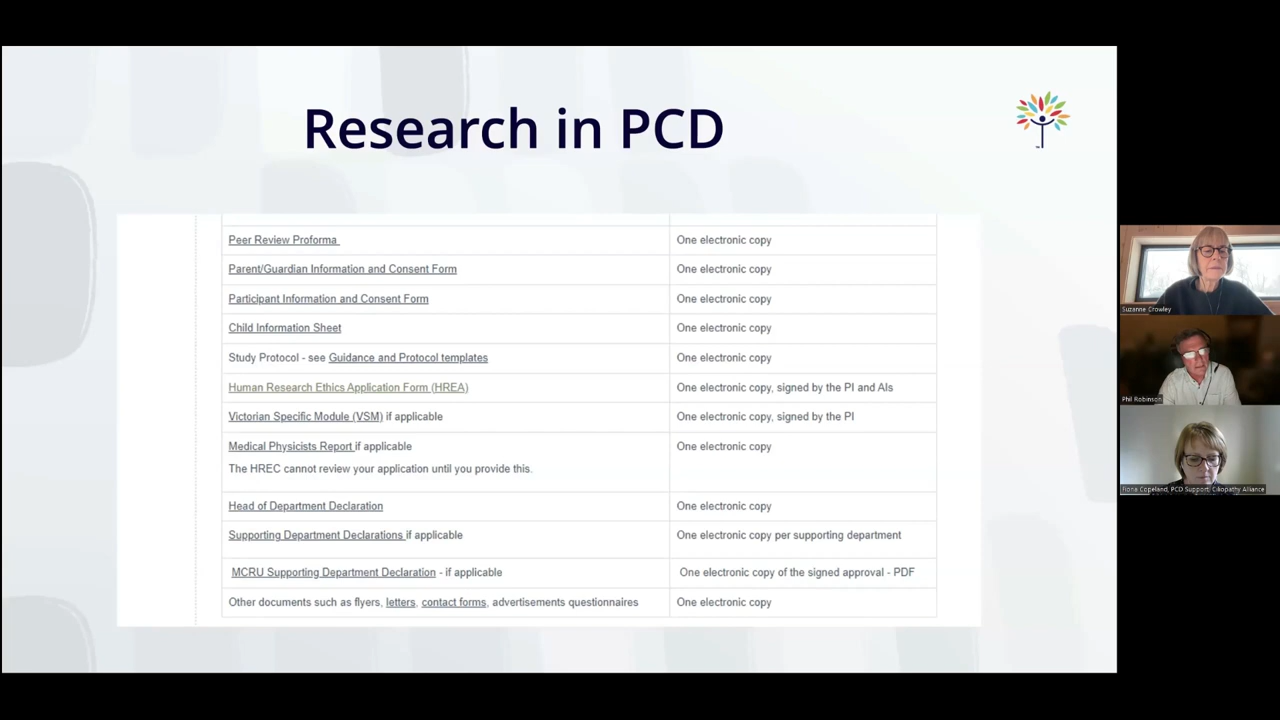 Research in PCD
Peer Review Proforma One electronic copy
Parent/Guardian Information and Consent Form One electronic copy
Participant Information and Consent Form One electronic copy
Child Information Sheet One electronic copy
Study Protocol - see Guidance and Protocol templates One electronic copy
Human Research Ethics Application Form (HREA) One electronic copy, signed by the PI and AIs
Victorian Specific Module (VSM) if applicable One electronic copy, signed by the PI
Medical Physicists Report if applicable One electronic copy
The HREC cannot review your application until you provide this.
Head of Department Declaration One electronic copy
Supporting Department Declarations if applicable One electronic copy per supporting department
MCRU Supporting Department Declaration - if applicable One electronic copy of the signed approval - PDF
Other documents such as flyers, letters, contact forms, advertisements questionnaires One electronic copy
Suzanne Crowley
Phil Robinson
Fiona Copeland, PCD Support, Ciliopathy Alliance